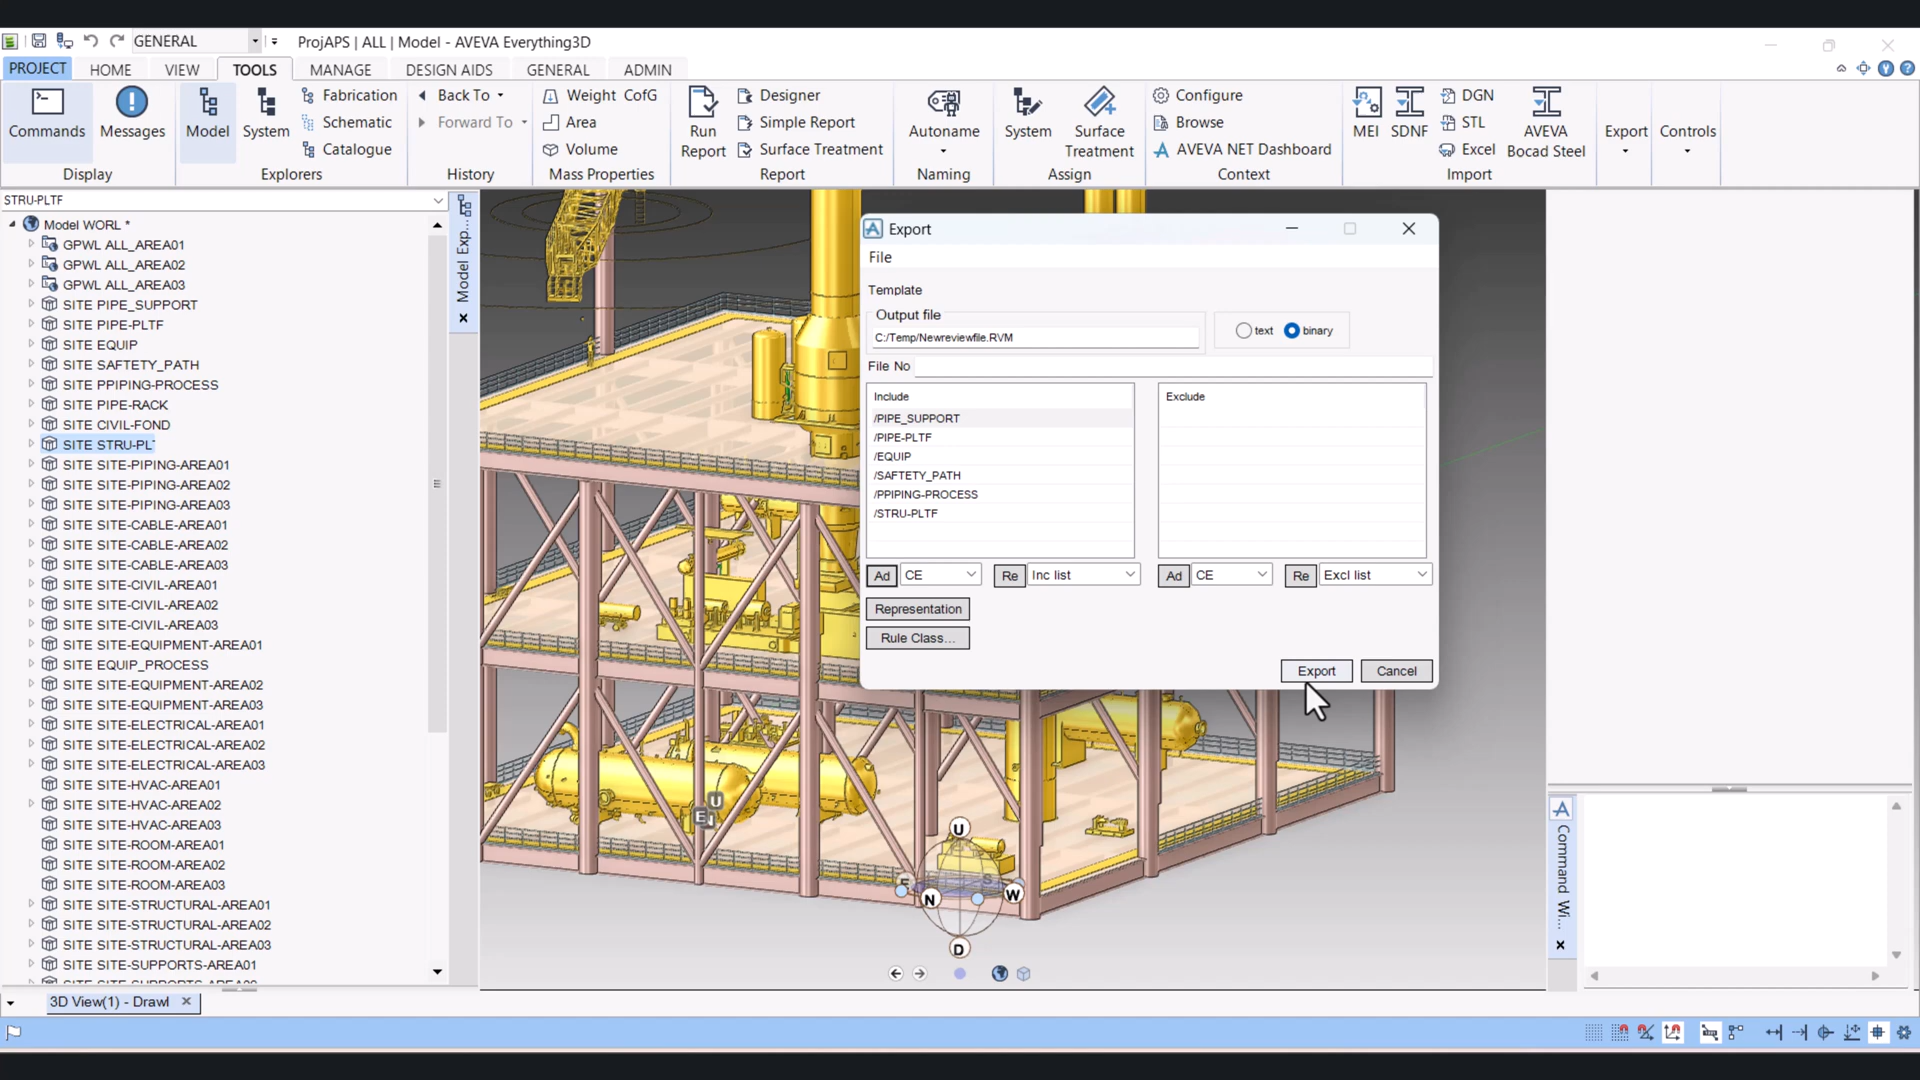 GENERAL
ProjAPS | ALL | Model - AVEVA Everything3D
PROJECT HOME VIEW TOOLS MANAGE DESIGN AIDS GENERAL ADMIN
Commands
Messages
Display
Model
System
Fabrication
Schematic
Catalogue
Explorers
Back To
Forward To
History
Weight CofG
Area
Volume
Mass Properties
Run
Report
Designer
Simple Report
Surface Treatment
Report
Autoname
Naming
System
Surface
Treatment
Assign
Configure
Browse
AVEVA NET Dashboard
Context
MEI
SDNF
DGN
STL
Excel
AVEVA
Bocad Steel
Import
Export
Controls
STRU-PLTF
Model WORL *
GPWL ALL_AREA01
GPWL ALL_AREA02
GPWL ALL_AREA03
SITE PIPE_SUPPORT
SITE PIPE-PLTF
SITE EQUIP
SITE SAFTETY_PATH
SITE PPIPING-PROCESS
SITE PIPE-RACK
SITE CIVIL-FOND
SITE STRU-PL
SITE SITE-PIPING-AREA01
SITE SITE-PIPING-AREA02
SITE SITE-PIPING-AREA03
SITE SITE-CABLE-AREA01
SITE SITE-CABLE-AREA02
SITE SITE-CABLE-AREA03
SITE SITE-CIVIL-AREA01
SITE SITE-CIVIL-AREA02
SITE SITE-CIVIL-AREA03
SITE SITE-EQUIPMENT-AREA01
SITE EQUIP_PROCESS
SITE SITE-EQUIPMENT-AREA02
SITE SITE-EQUIPMENT-AREA03
SITE SITE-ELECTRICAL-AREA01
SITE SITE-ELECTRICAL-AREA02
SITE SITE-ELECTRICAL-AREA03
SITE SITE-HVAC-AREA01
SITE SITE-HVAC-AREA02
SITE SITE-HVAC-AREA03
SITE SITE-ROOM-AREA01
SITE SITE-ROOM-AREA02
SITE SITE-ROOM-AREA03
SITE SITE-STRUCTURAL-AREA01
SITE SITE-STRUCTURAL-AREA02
SITE SITE-STRUCTURAL-AREA03
SITE SITE-SUPPORTS-AREA01
Model Exp...
Export
File
Template
Output file
C:/Temp/Newreviewfile.RVM
text binary
File No
Include
/PIPE_SUPPORT
/PIPE-PLTF
/EQUIP
/SAFTETY_PATH
/PPIPING-PROCESS
/STRU-PLTF
Exclude
Ad CE Re Inc list Ad CE Re Excl list
Representation
Rule Class...
Export Cancel
U
E
U
N
W
D
Command Wi...
3D View(1) - Drawl